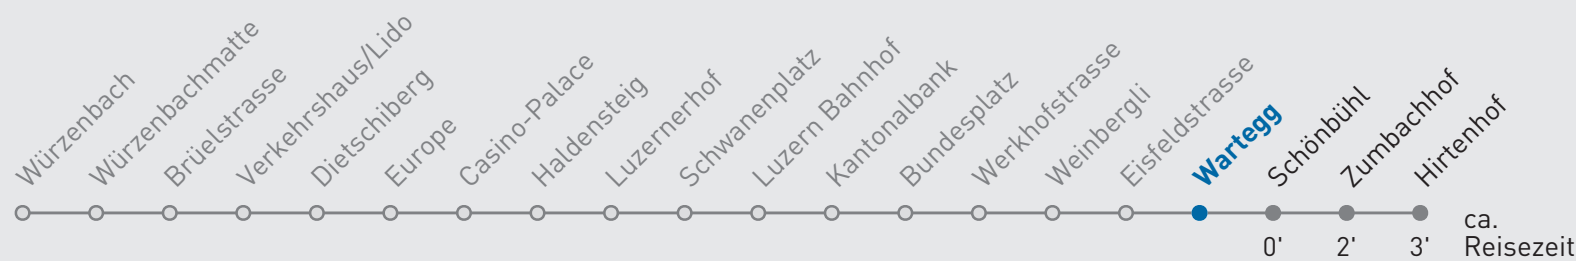 Würzenbach
Würzenbachmatte
Brüelstrasse
Verkehrshaus/Lido
Dietschiberg
Europe
Casino-Palace
Haldensteig
Luzernerhof
Schwanenplatz
Luzern Bahnhof
Kantonalbank
Bundesplatz
Werkhofstrasse
Weinbergli
Eisfeldstrasse
Wartegg
Schönbühl
Zumbachhof
Hirtenhof
ca.
0' 2' 3' Reisezeit